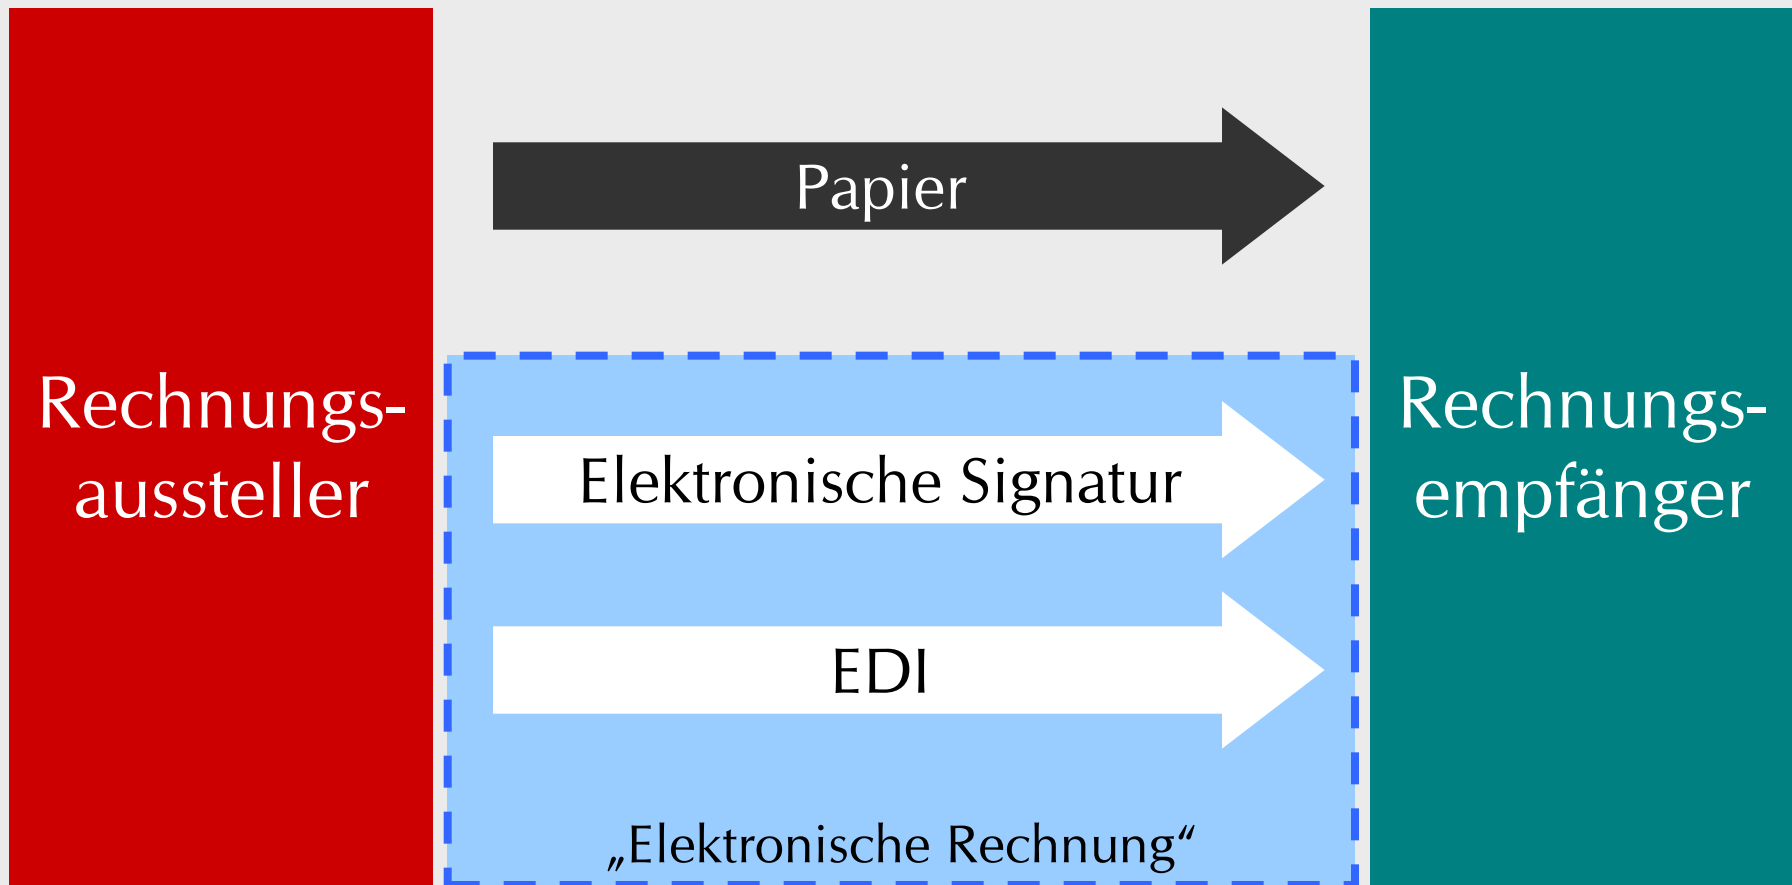 Rechnungs-
aussteller
Papier
Elektronische Signatur
EDI
„Elektronische Rechnung“
Rechnungs-
empfänger